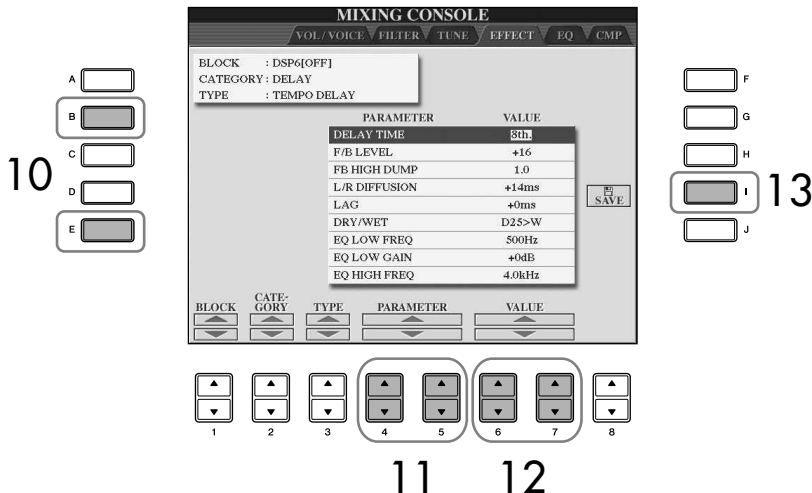 MIXING CONSOLE
VOL/VOICE FILTER TUNE EFFECT EQ CMP
BLOCK : DSP6[OFF]
CATEGORY : DELAY
TYPE : TEMPO DELAY
PARAMETER VALUE
DELAY TIME 8th.
F/B LEVEL +16
FB HIGH DUMP 1.0
L/R DIFFUSION +14ms
LAG +0ms
DRY/WET D25>W
EQ LOW FREQ 500Hz
EQ LOW GAIN +0dB
EQ HIGH FREQ 4.0kHz
SAVE
BLOCK CATE-GORY TYPE PARAMETER VALUE
A
B
C
D
E
10
F
G
H
I
J
13
1 2 3 4 5 6 7 8
11 12